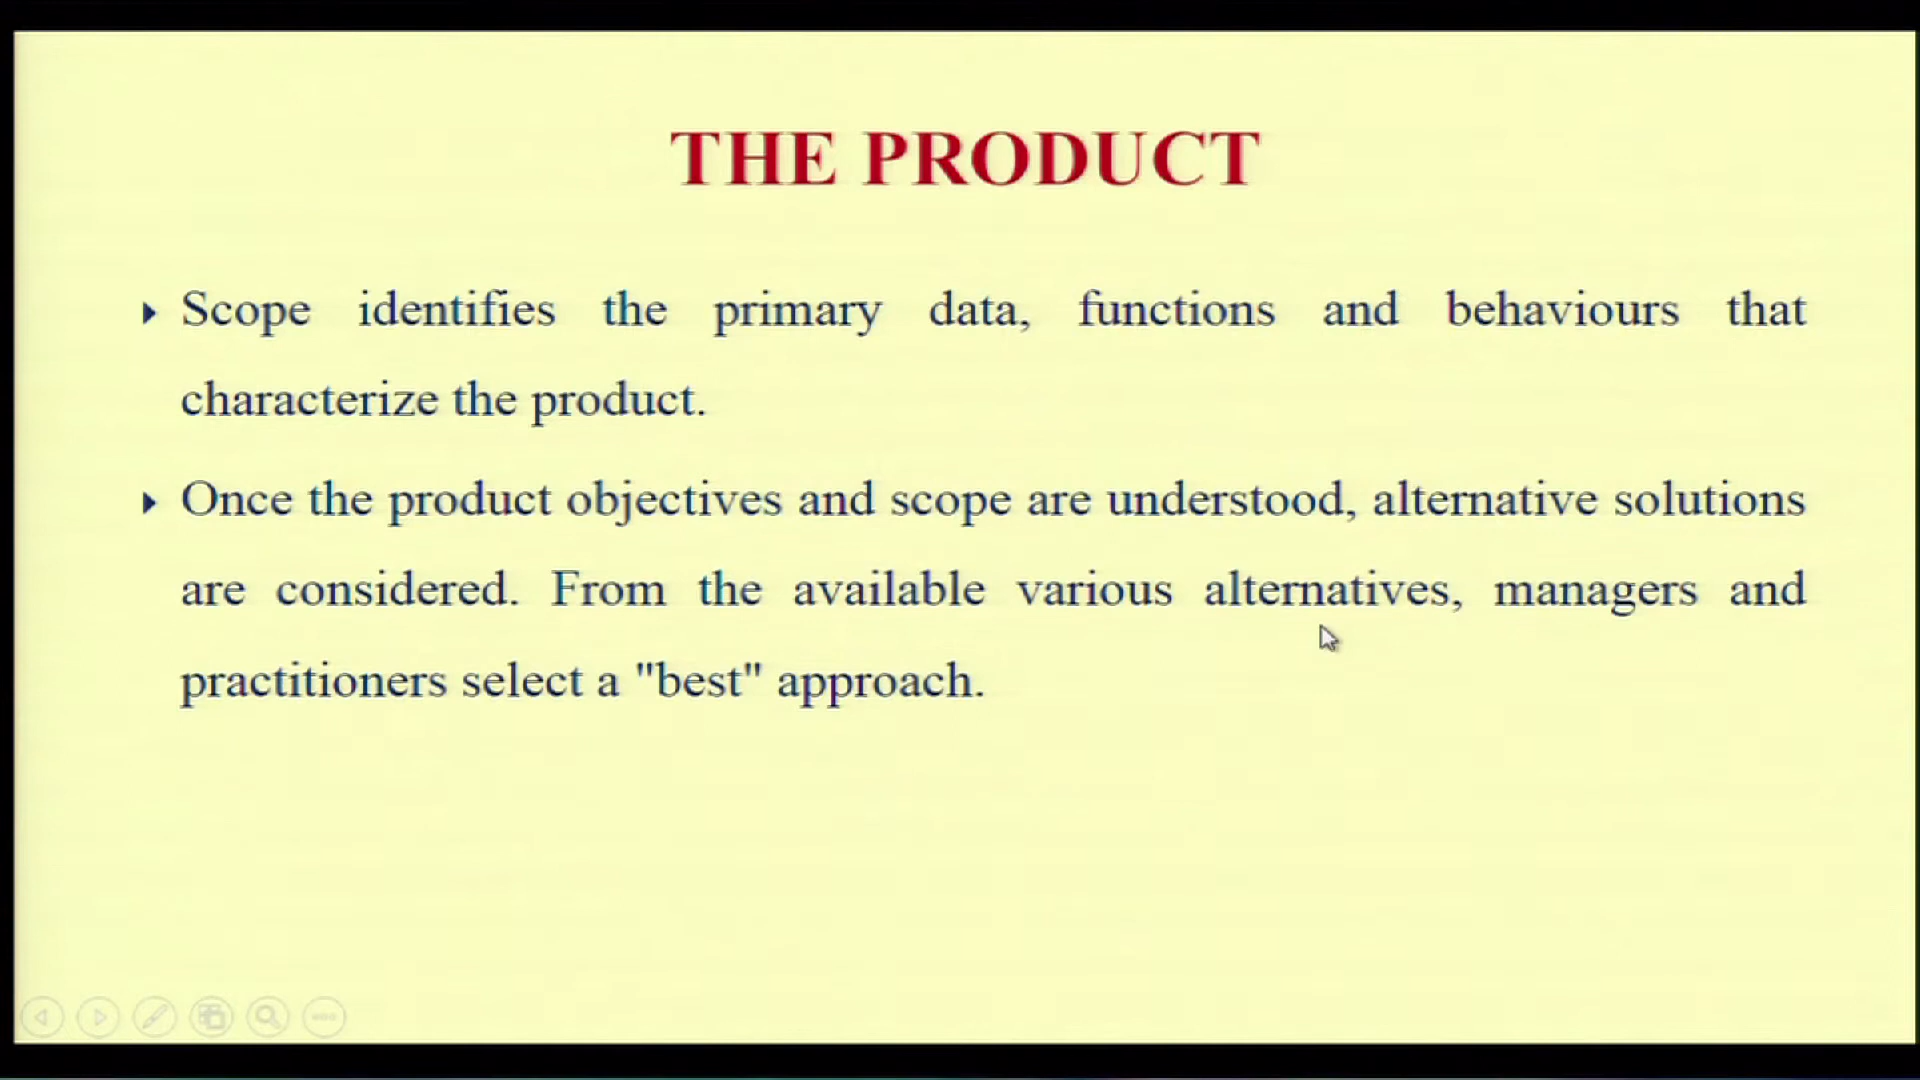 THE PRODUCT
Scope identifies the primary data, functions and behaviours that
characterize the product.
Once the product objectives and scope are understood, alternative solutions
are considered. From the available various alternatives, managers and
practitioners select a "best" approach.